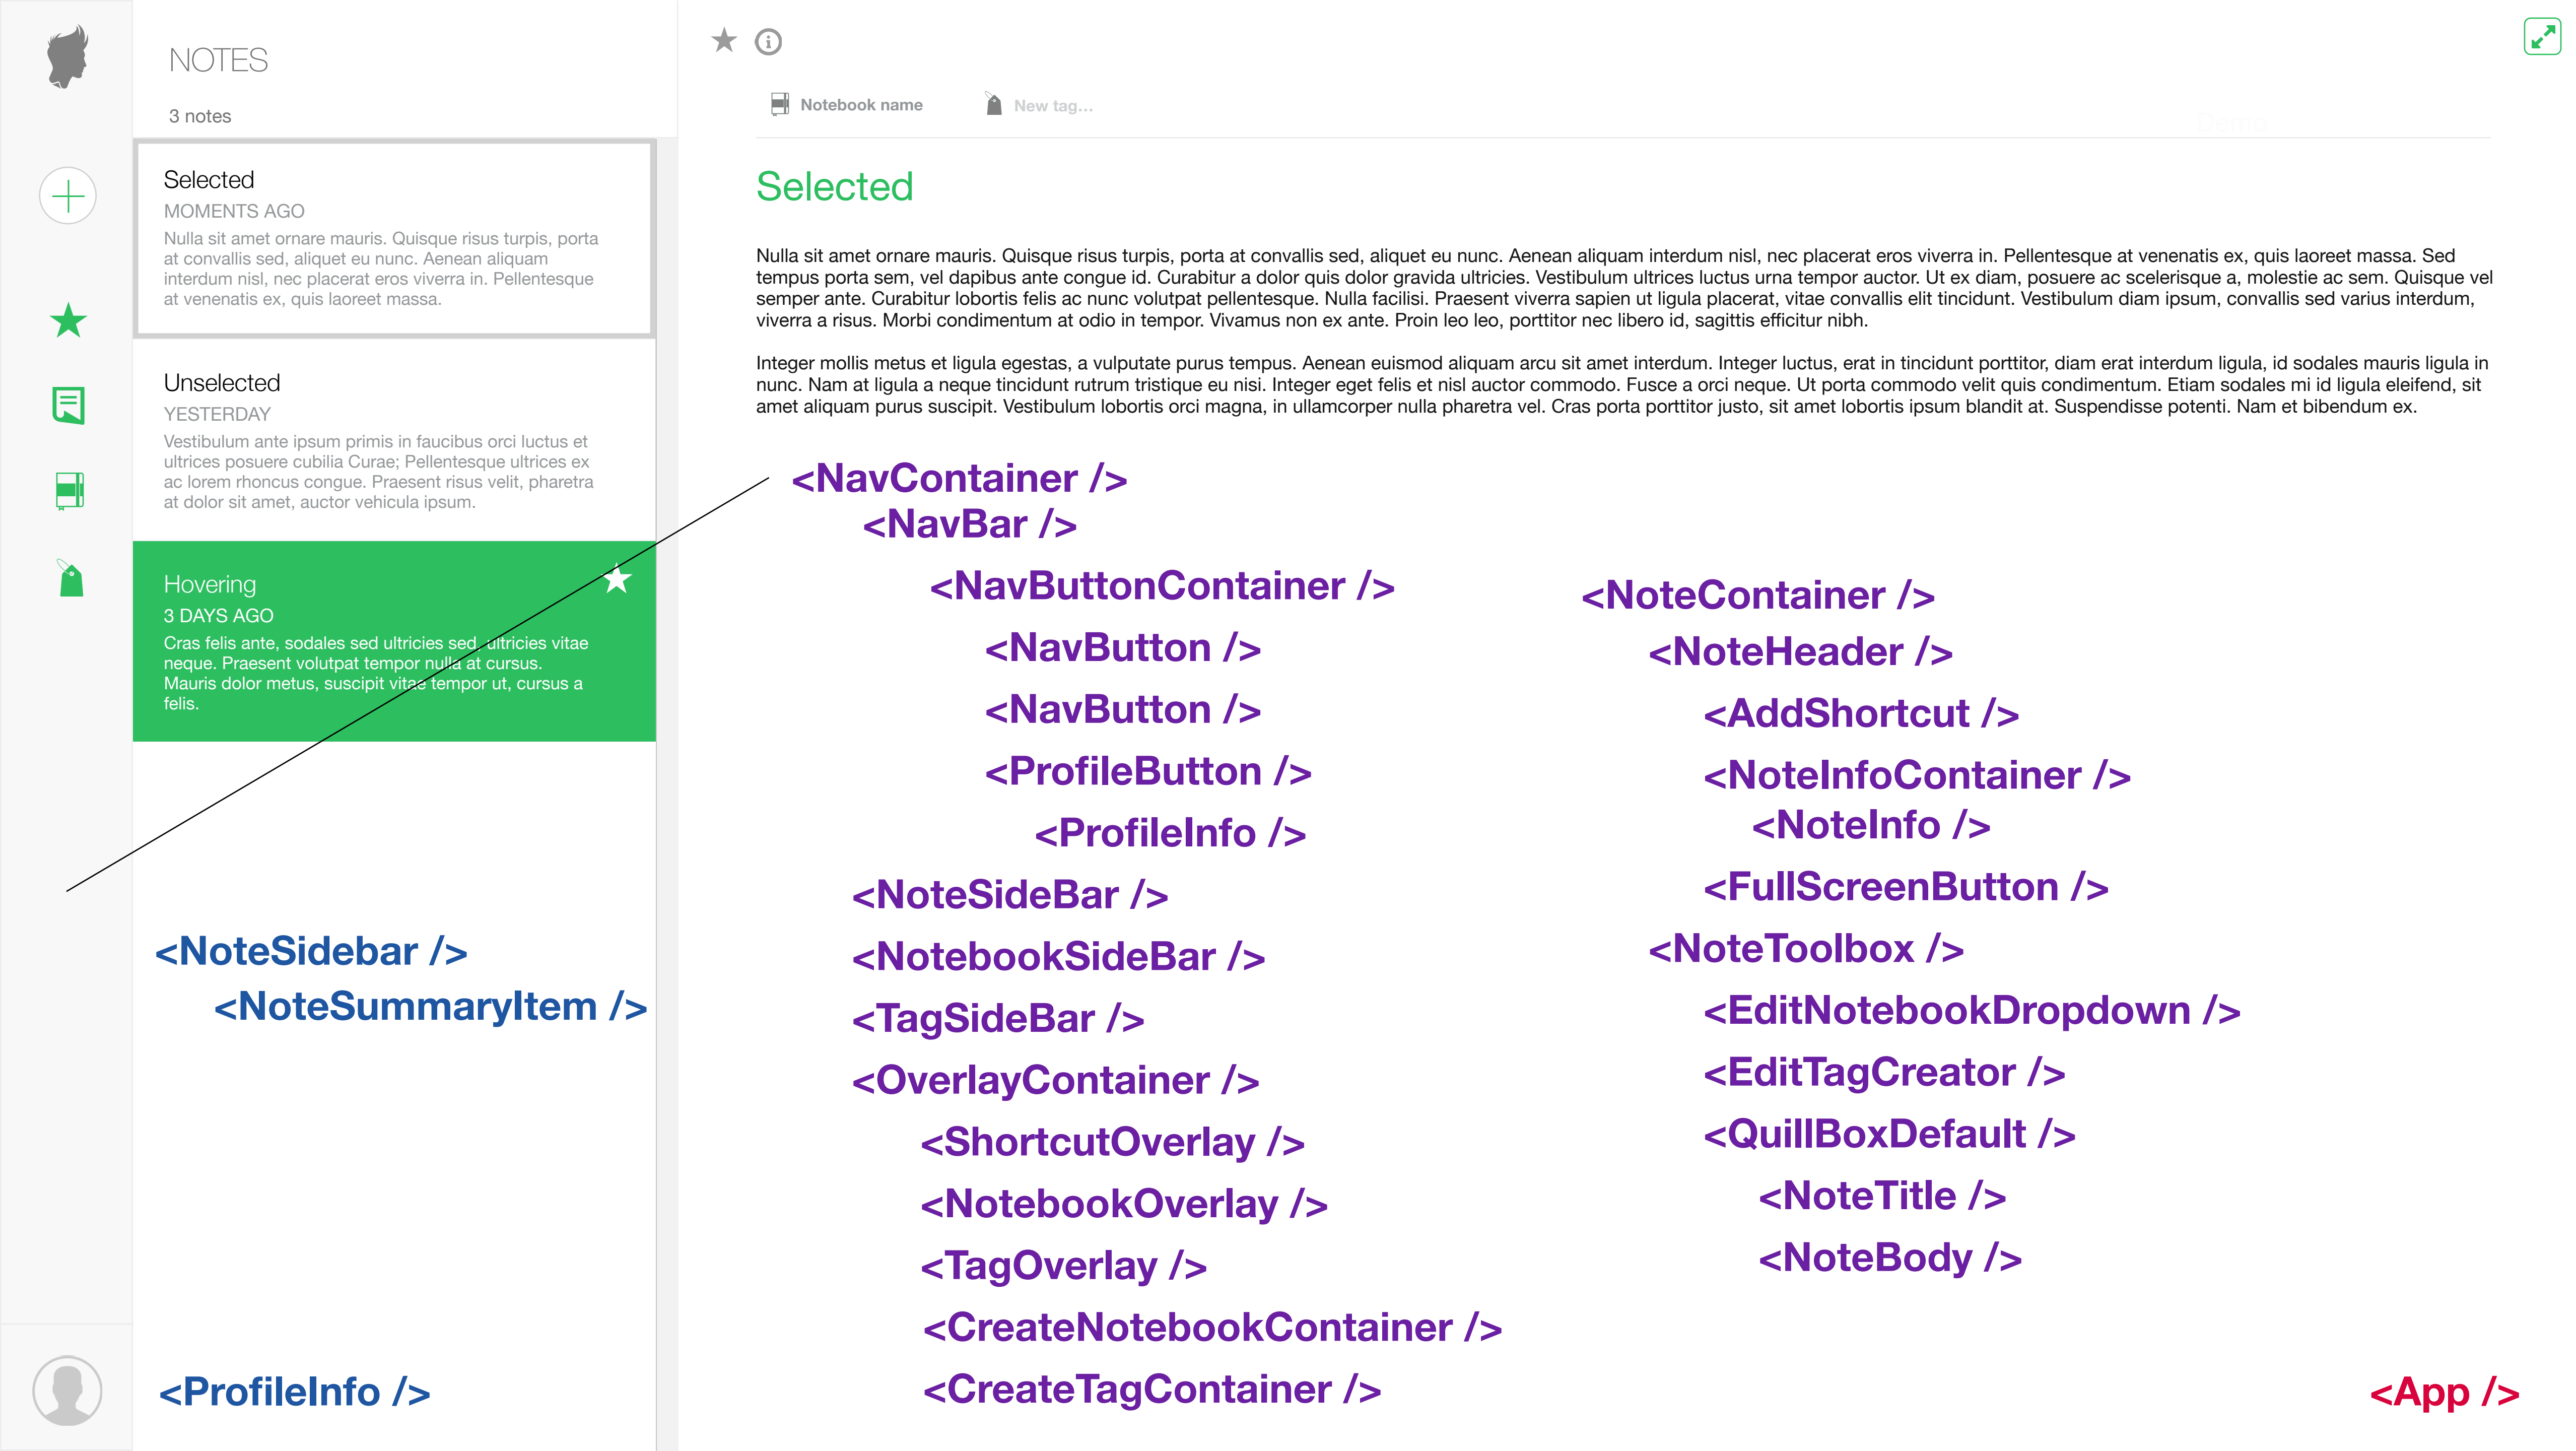 NOTES
3 notes
Selected
MOMENTS AGO
Nulla sit amet ornare mauris. Quisque risus turpis, porta
at convallis sed, aliquet eu nunc. Aenean aliquam
interdum nisl, nec placerat eros viverra in. Pellentesque
at venenatis ex, quis laoreet massa.
Unselected
YESTERDAY
Vestibulum ante ipsum primis in faucibus orci luctus et
ultrices posuere cubilia Curae; Pellentesque ultrices ex
ac lorem rhoncus congue. Praesent risus velit, pharetra
at dolor sit amet, auctor vehicula ipsum.
Hovering
3 DAYS AGO
Cras felis ante, sodales sed ultricies sed, ultricies vitae
neque. Praesent volutpat tempor nulla at cursus.
Mauris dolor metus, suscipit vitae tempor ut, cursus a
felis.
<NoteSidebar />
<NoteSummaryItem />
<ProfileInfo />
Notebook name
New tag...
Demo
Selected
Nulla sit amet ornare mauris. Quisque risus turpis, porta at convallis sed, aliquet eu nunc. Aenean aliquam interdum nisl, nec placerat eros viverra in. Pellentesque at venenatis ex, quis laoreet massa. Sed
tempus porta sem, vel dapibus ante congue id. Curabitur a dolor quis dolor gravida ultricies. Vestibulum ultrices luctus urna tempor auctor. Ut ex diam, posuere ac scelerisque a, molestie ac sem. Quisque vel
semper ante. Curabitur lobortis felis ac nunc volutpat pellentesque. Nulla facilisi. Praesent viverra sapien ut ligula placerat, vitae convallis elit tincidunt. Vestibulum diam ipsum, convallis sed varius interdum,
viverra a risus. Morbi condimentum at odio in tempor. Vivamus non ex ante. Proin leo leo, porttitor nec libero id, sagittis efficitur nibh.
Integer mollis metus et ligula egestas, a vulputate purus tempus. Aenean euismod aliquam arcu sit amet interdum. Integer luctus, erat in tincidunt porttitor, diam erat interdum ligula, id sodales mauris ligula in
nunc. Nam at ligula a neque tincidunt rutrum tristique eu nisi. Integer eget felis et nisl auctor commodo. Fusce a orci neque. Ut porta commodo velit quis condimentum. Etiam sodales mi id ligula eleifend, sit
amet aliquam purus suscipit. Vestibulum lobortis orci magna, in ullamcorper nulla pharetra vel. Cras porta porttitor justo, sit amet lobortis ipsum blandit at. Suspendisse potenti. Nam et bibendum ex.
<NavContainer />
<NavBar />
<NavButtonContainer />
<NavButton />
<NavButton />
<ProfileButton />
<ProfileInfo />
<NoteSideBar />
<NotebookSideBar />
<TagSideBar />
<OverlayContainer />
<ShortcutOverlay />
<NotebookOverlay />
<TagOverlay />
<CreateNotebookContainer />
<CreateTagContainer />
<NoteContainer />
<NoteHeader />
<AddShortcut />
<NoteInfoContainer />
<NoteInfo />
<FullScreenButton />
<NoteToolbox />
<EditNotebookDropdown />
<EditTagCreator />
<QuillBoxDefault />
<NoteTitle />
<NoteBody />
<App />